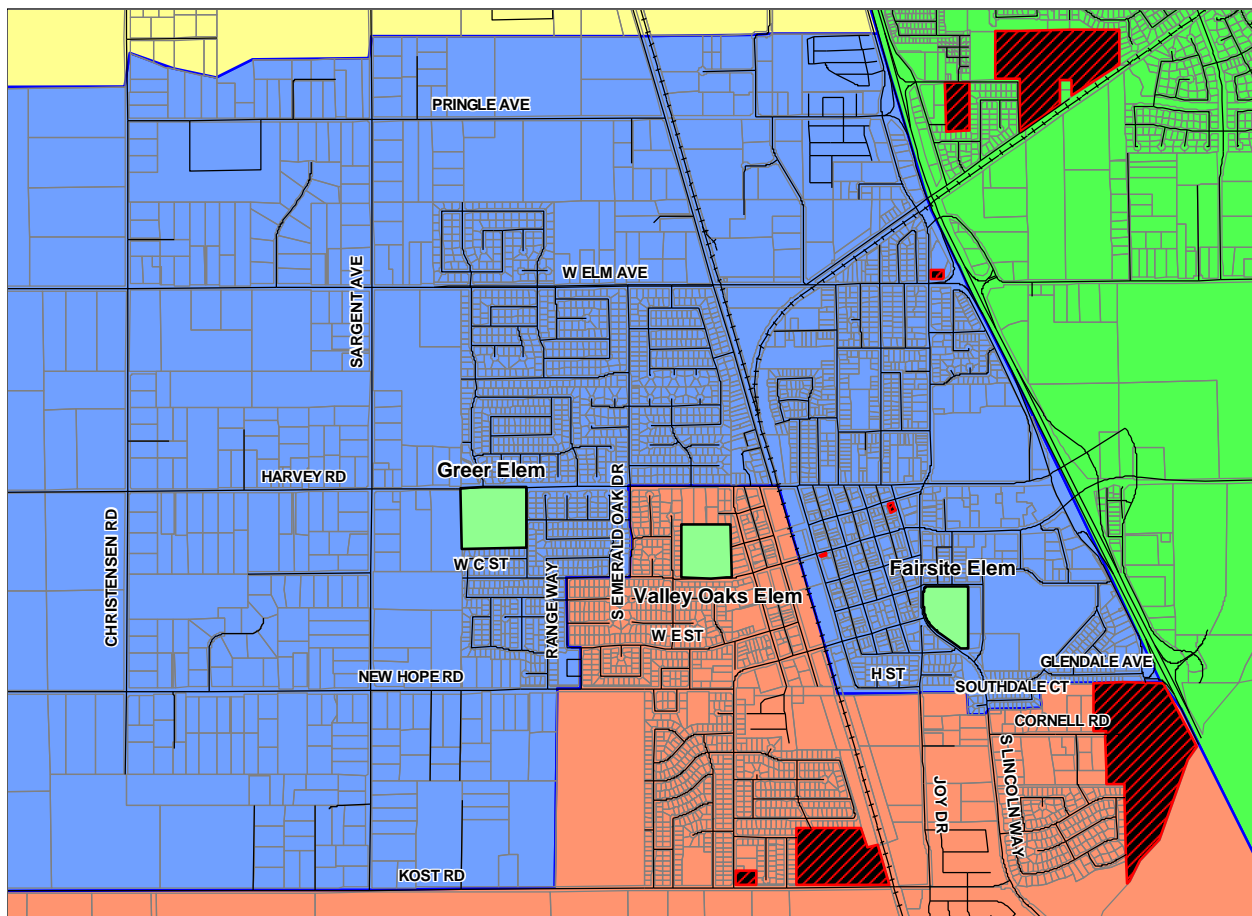 PRINGLE AVE
W ELM AVE
SARGENT AVE
Greer Elem
HARVEY RD
S EMERALD OAK DR
CHRISTENSEN RD
W C ST
RANGE WAY
Fairsite Elem
Valley Oaks Elem
W E ST
NEW HOPE RD
H ST
GLENDALE AVE
SOUTHDALE CT
CORNELL RD
JOY DR
S LINCOLN WAY
KOST RD